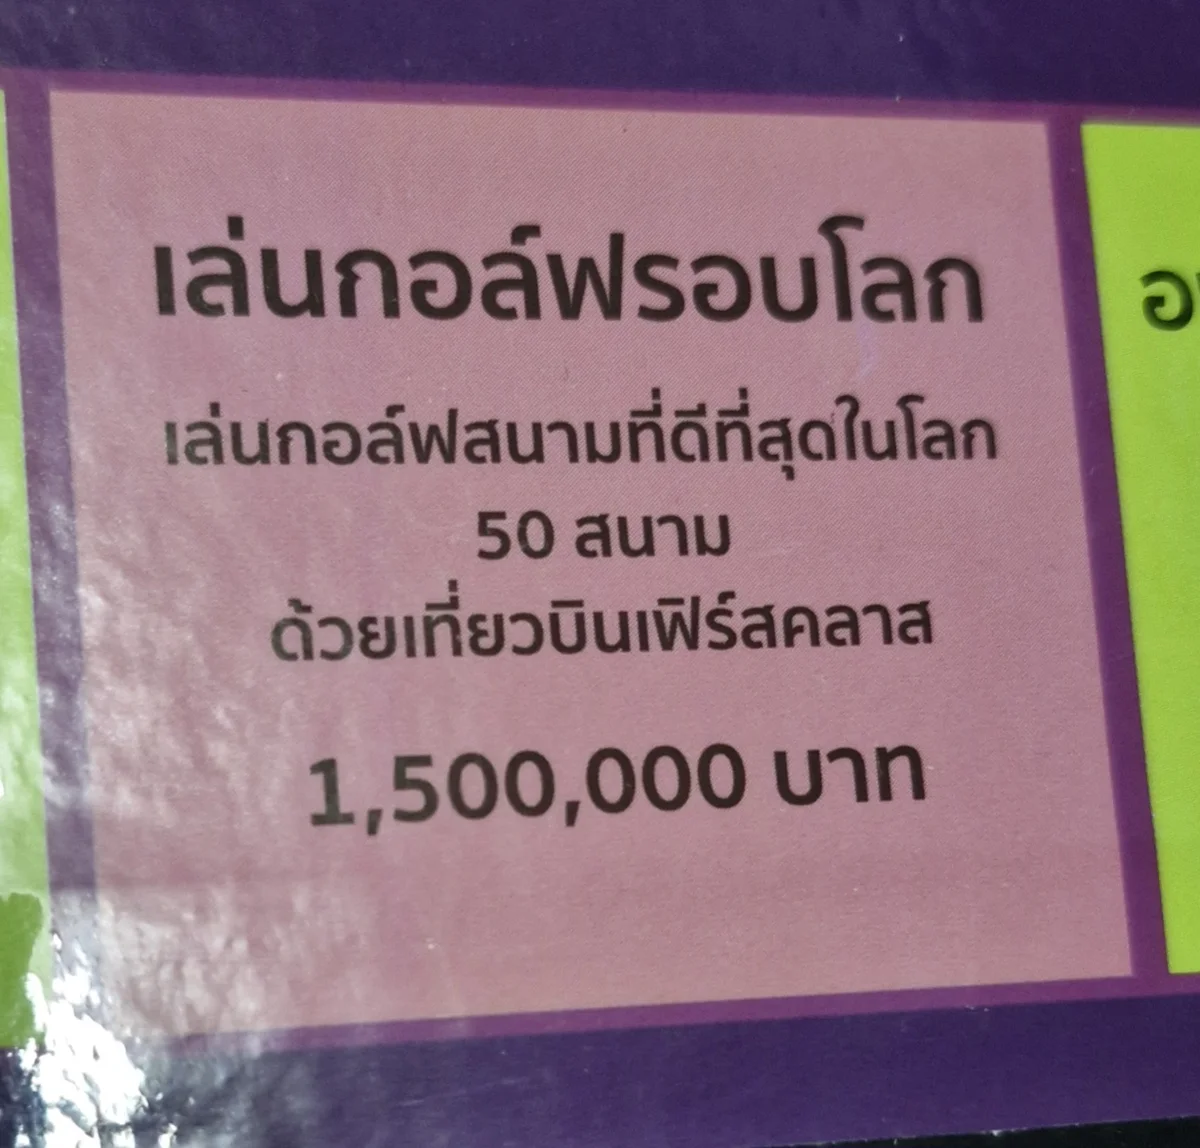 เล่นกอล์ฟรอบโลก
เล่นกอล์ฟสนามที่ดีที่สุดในโลก
50 สนาม
ด้วยเที่ยวบินเฟิร์สคลาส
1,500,000 บาท